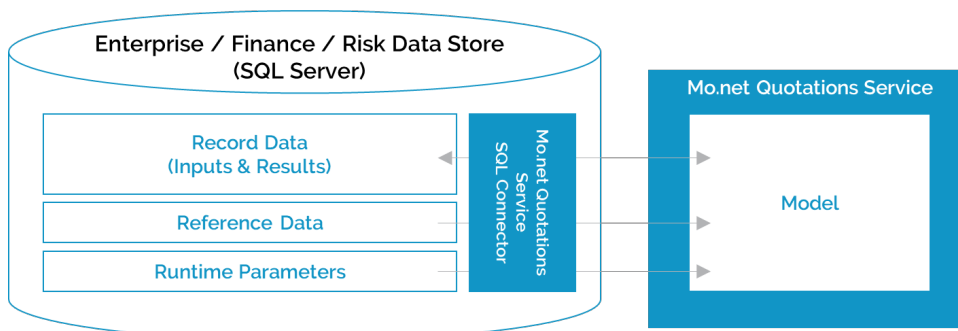 Enterprise / Finance / Risk Data Store
(SQL Server)
Record Data
(Inputs & Results)
Reference Data
Runtime Parameters
Mo.net Quotations
Service
SQL Connector
Mo.net Quotations Service
Model